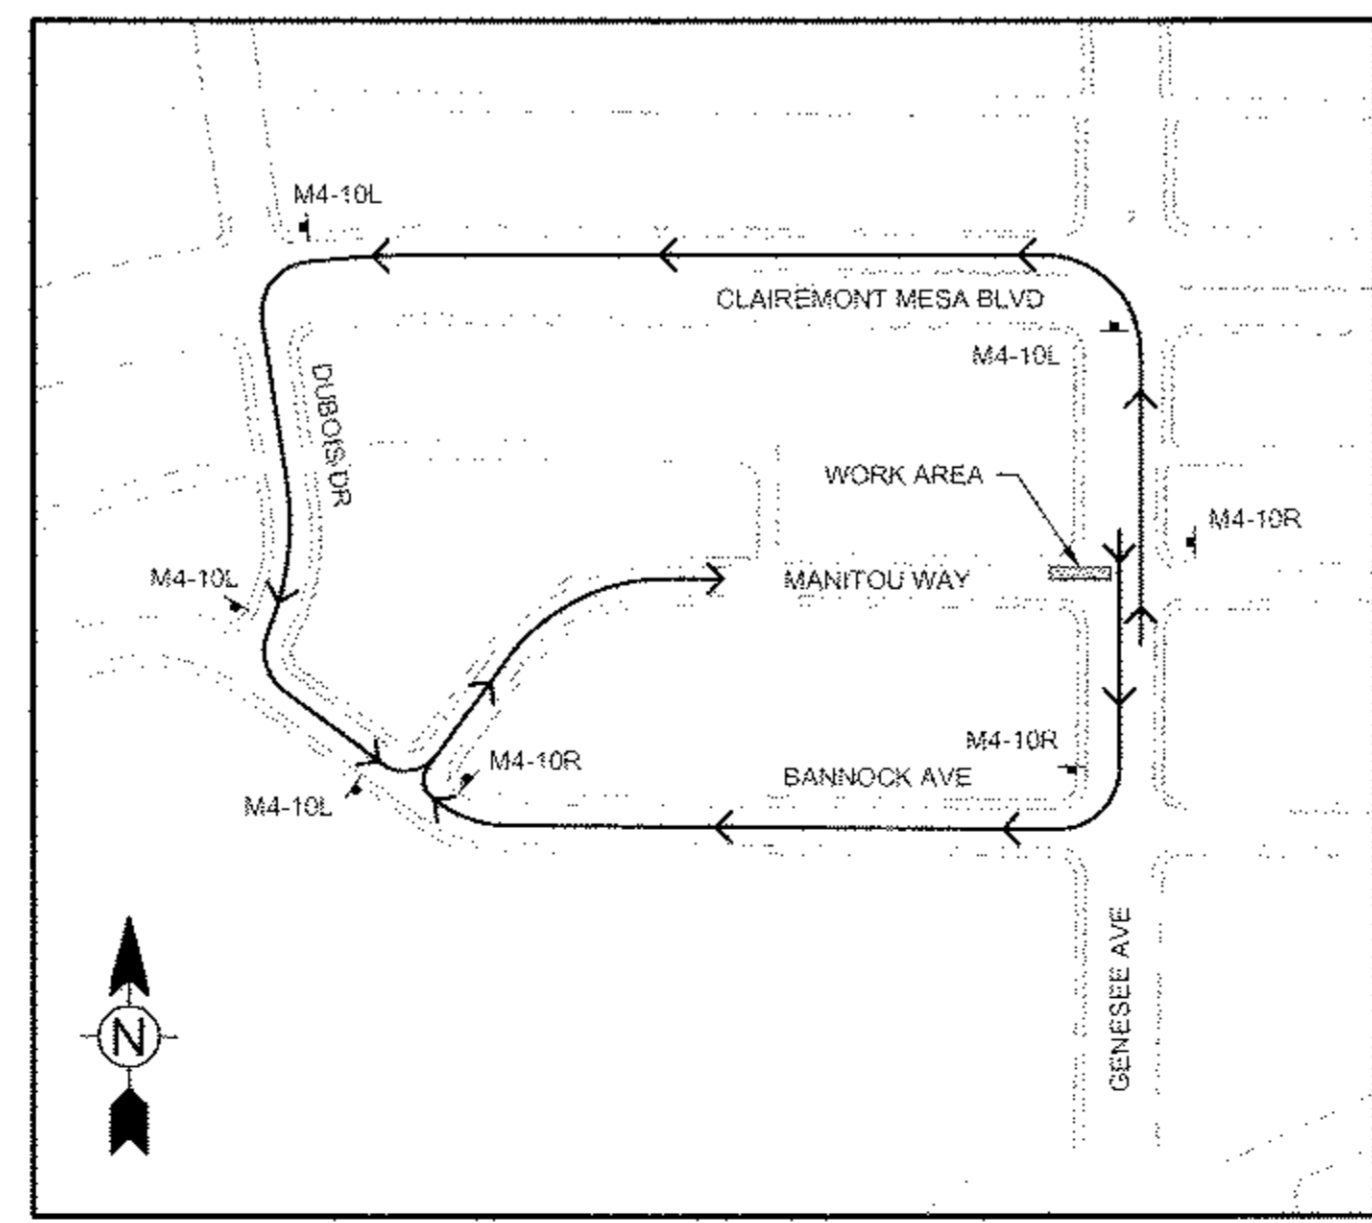 M4-10L
CLAIREMONT MESA BLVD
M4-10L
DUBOIS DR
WORK AREA
M4-10R
M4-10L
MANITOU WAY
M4-10R
M4-10R
BANNOCK AVE
M4-10L
GENESEE AVE
N